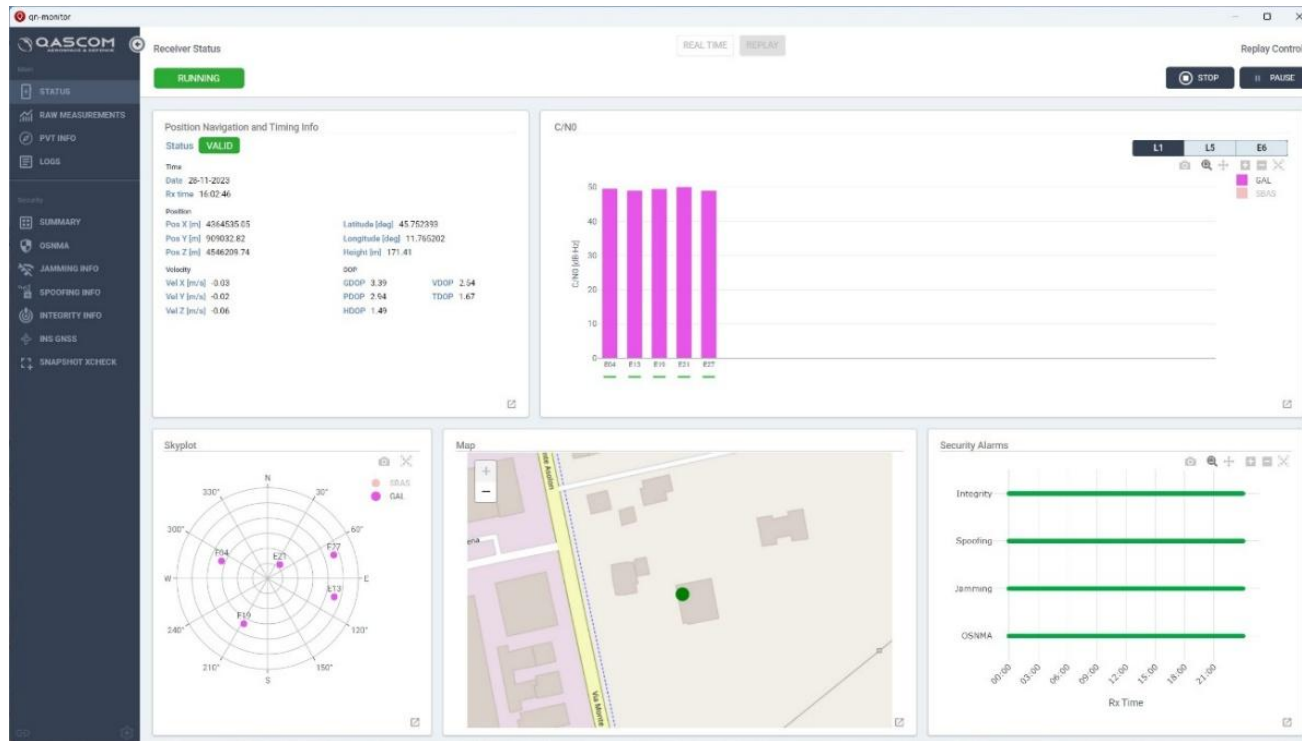 qn-monitor
QASCOM
AEROSPACE & DEFENSE
Receiver Status
REAL TIME
REPLAY
Replay Control
RUNNING
STOP
PAUSE
Main
STATUS
RAW MEASUREMENTS
PVT INFO
LOGS
Security
SUMMARY
OSNMA
JAMMING INFO
SPOOFING INFO
INTEGRITY INFO
INS GNSS
SNAPSHOT XCHECK
Position Navigation and Timing Info
Status VALID
Time
Date 28-11-2023
Rx time 16:02:46
Position
Pos X [m] 4364535.05
Latitude [deg] 45.752393
Pos Y [m] 909032.82
Longitude [deg] 11.765202
Pos Z [m] 4546209.74
Height [m] 171.41
Velocity
DOP
Vel X [m/s] -0.03
GDOP 3.39
VDOP 2.54
Vel Y [m/s] -0.02
PDOP 2.94
TDOP 1.67
Vel Z [m/s] -0.06
HDOP 1.49
C/N0
L1 L5 E6
GAL
SBAS
C/N0 [dB-Hz]
50
40
30
20
10
0
E04 E13 E19 E21 E27
Skyplot
SBAS
GAL
N
30°
60°
E
120°
150°
S
210°
240°
W
300°
330°
E04
E21
E27
E13
E19
Map
+
−
nte Asolon
ena
Via Monte
Security Alarms
Integrity
Spoofing
Jamming
OSNMA
00:00 03:00 06:00 09:00 12:00 15:00 18:00 21:00
Rx Time